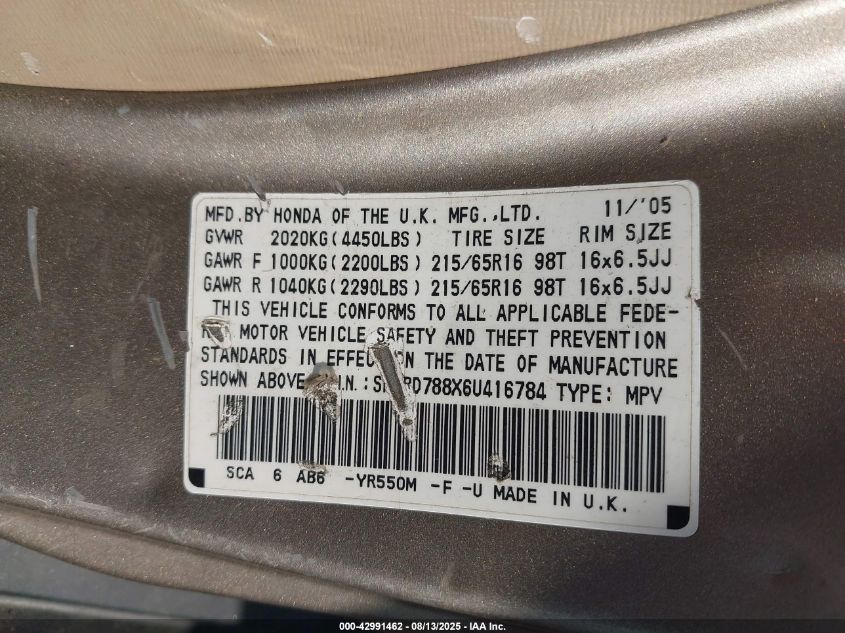 MFD.BY HONDA OF THE U.K. MFG.,LTD. 11/'05
GVWR 2020KG(4450LBS) TIRE SIZE RIM SIZE
GAWR F 1000KG(2200LBS) 215/65R16 98T 16x6.5JJ
GAWR R 1040KG(2290LBS) 215/65R16 98T 16x6.5JJ
THIS VEHICLE CONFORMS TO ALL APPLICABLE FEDE-
MOTOR VEHICLE SAFETY AND THEFT PREVENTION
STANDARDS IN EFFECT ON THE DATE OF MANUFACTURE
SHOWN ABOVE TYPE: MPV
SCA 6 AB6 -YR550M -F -U MADE IN U.K.
000-42991462 - 08/13/2025 - IAA Inc.